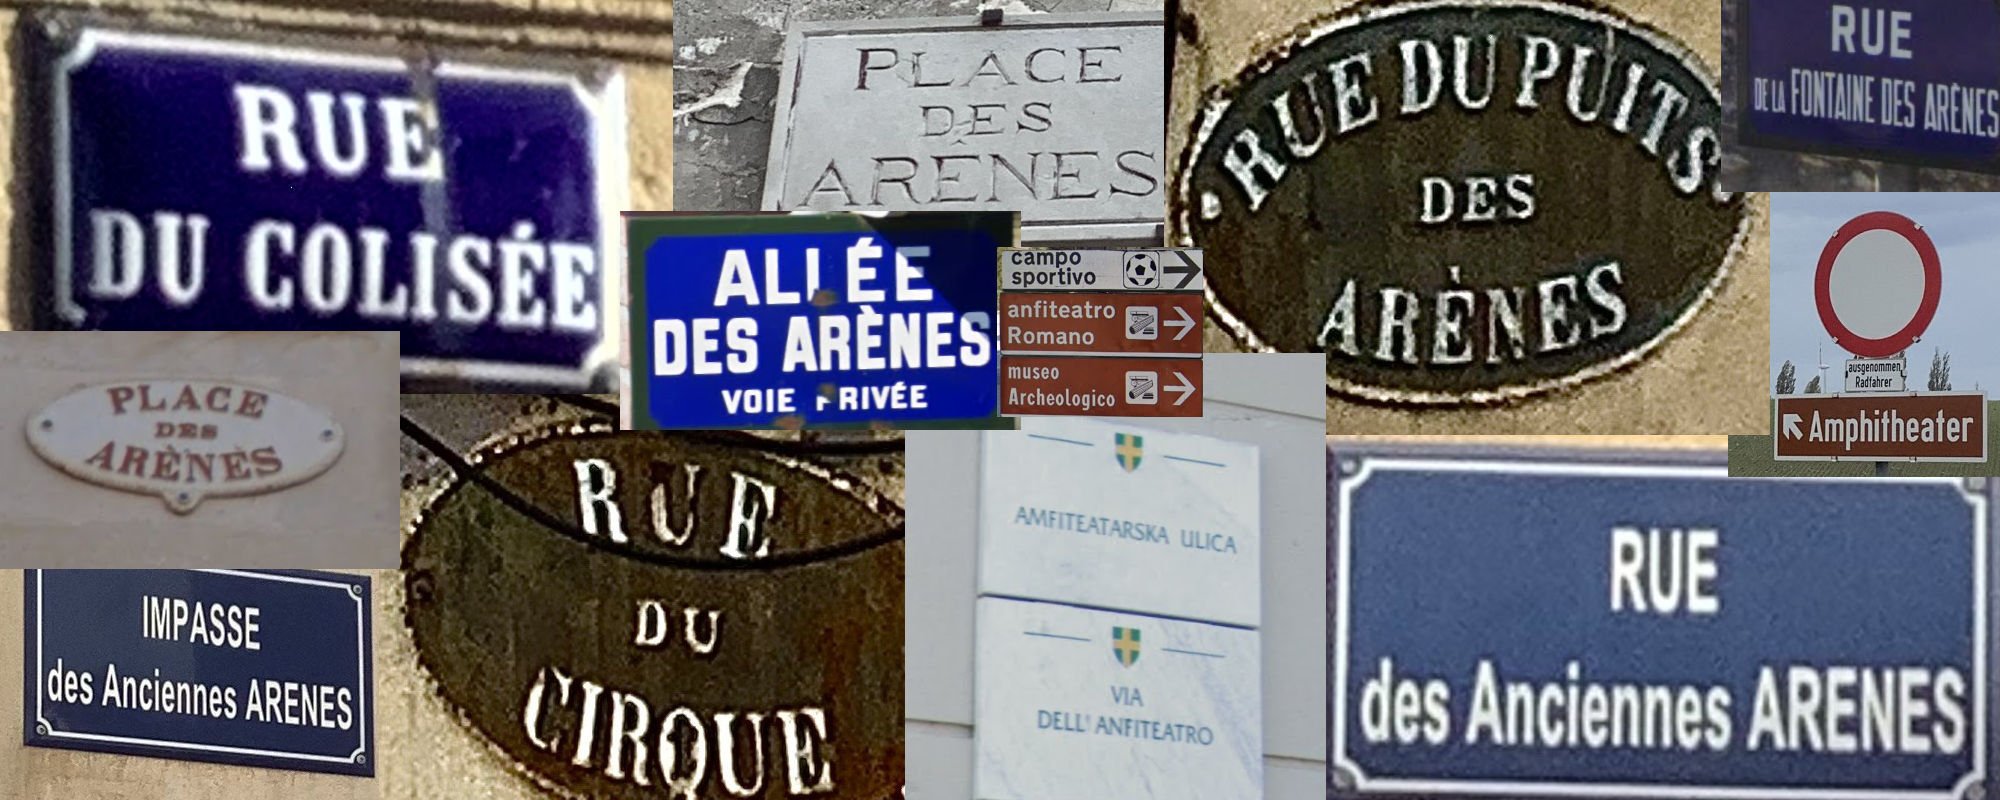 RUE
DU COLISÉE
PLACE
DES
ARÈNES
RUE DU PUITS
DES
ARÈNES
RUE
DE LA FONTAINE DES ARÈNES
ALLÉE
DES ARÈNES
VOIE PRIVÉE
campo
sportivo
anfiteatro
Romano
museo
Archeologico
ausgenommen
Radfahrer
Amphitheater
PLACE
DES
ARÈNES
RUE
DU
CIRQUE
AMFITEATARSKA ULICA
VIA
DELL' ANFITEATRO
RUE
des Anciennes ARENES
IMPASSE
des Anciennes ARENES